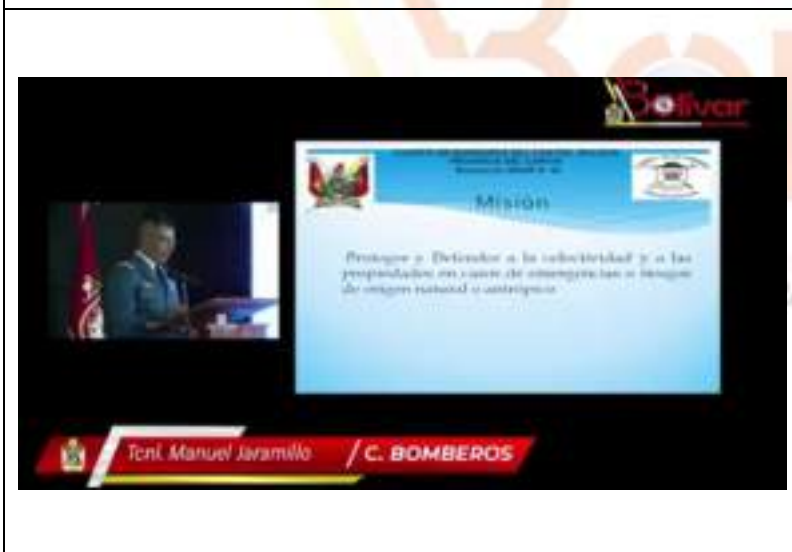 Bolívar
Misión
Proteger y Defender a la colectividad y a las
propiedades en casos de emergencias o riesgos
de origen natural o antrópico
Tcnl. Manuel Jaramillo
/ C. BOMBEROS